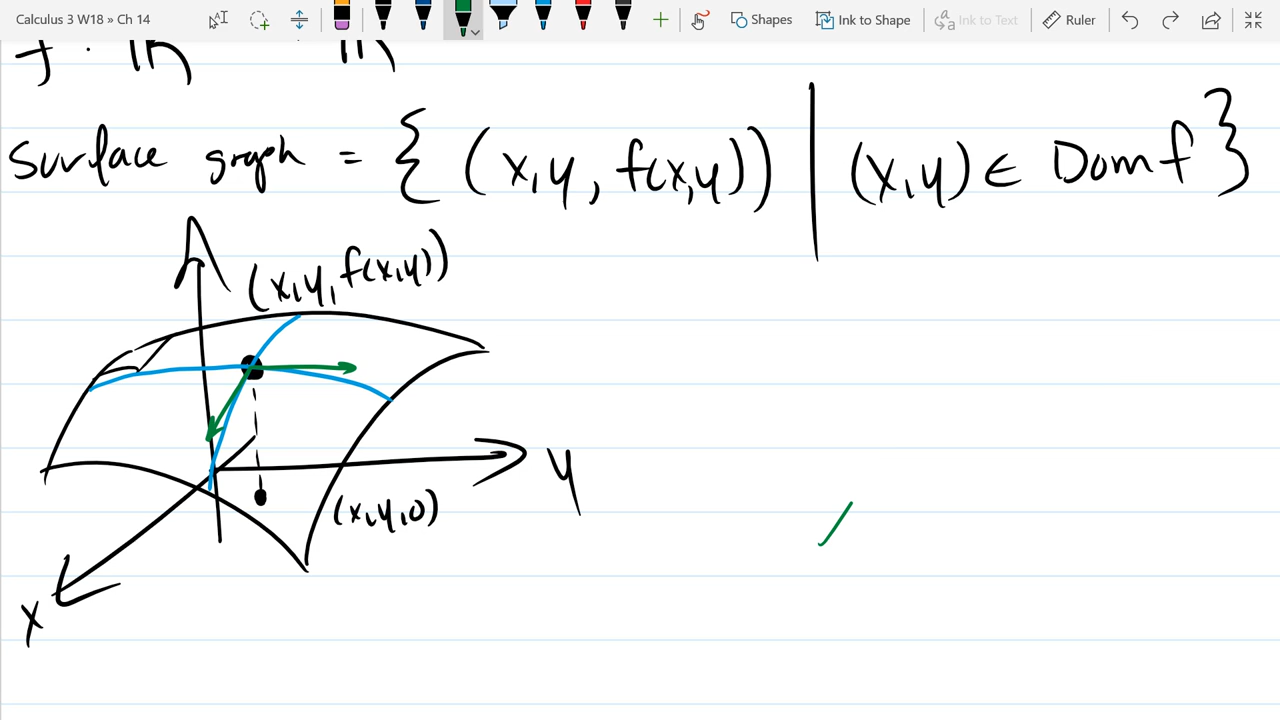 Calculus 3 W18 » Ch 14
Shapes
Ink to Shape
Ink to Text
Ruler
f : ℝ ℝ
Surface graph = { (x,y, f(x,y)) | (x,y) ∈ Dom f }
(x,y, f(x,y))
y
(x,y,0)
x